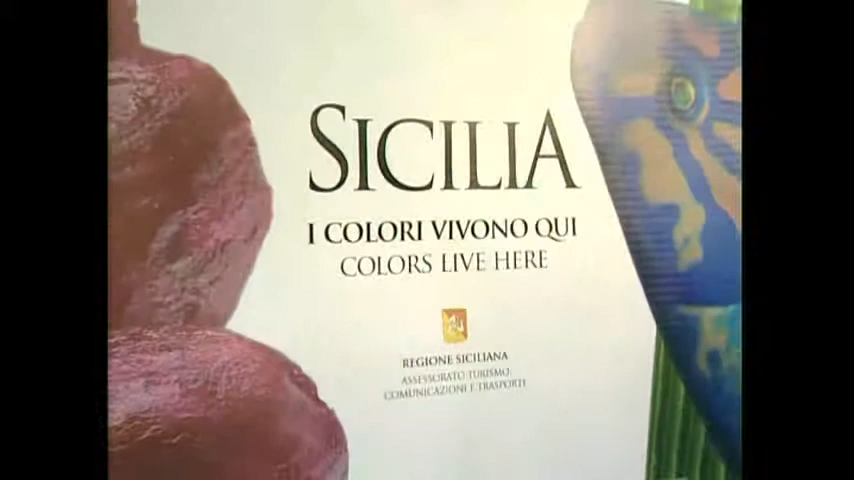 SICILIA
I COLORI VIVONO QUI
COLORS LIVE HERE
REGIONE SICILIANA
ASSESSORATO TURISMO,
COMUNICAZIONI E TRASPORTI